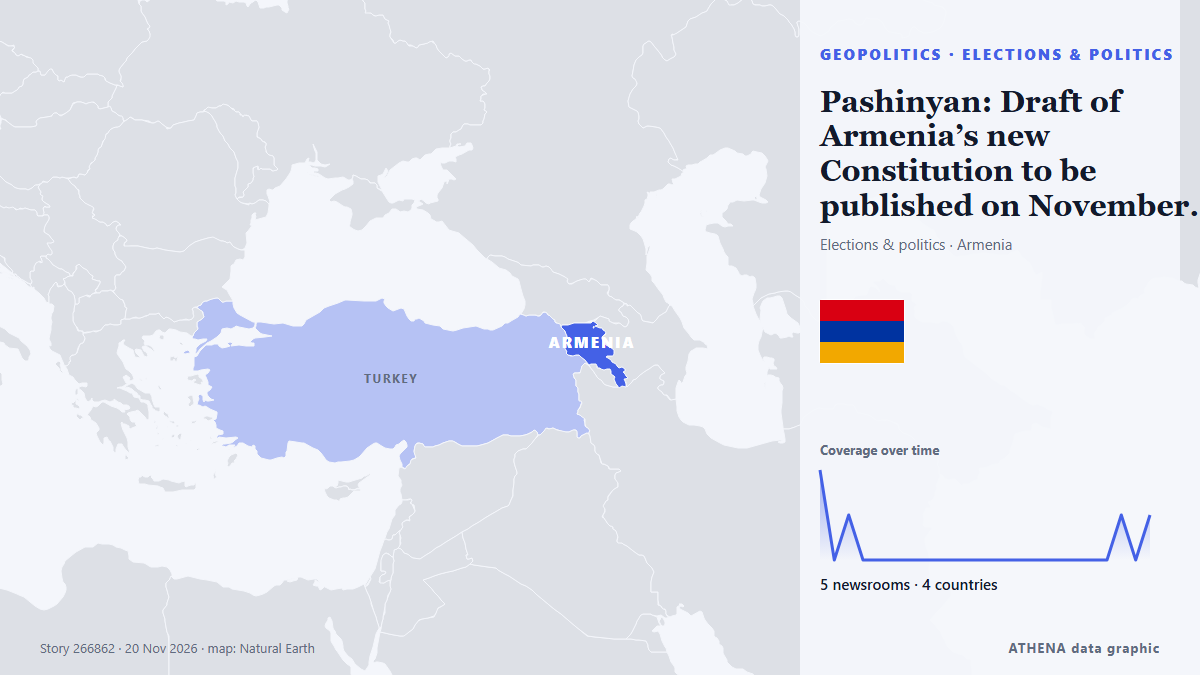 GEOPOLITICS · ELECTIONS & POLITICS
Pashinyan: Draft of
Armenia’s new
Constitution to be
published on November.
Elections & politics · Armenia
ARMENIA
TURKEY
Coverage over time
5 newsrooms · 4 countries
Story 266862 · 20 Nov 2026 · map: Natural Earth
ATHENA data graphic